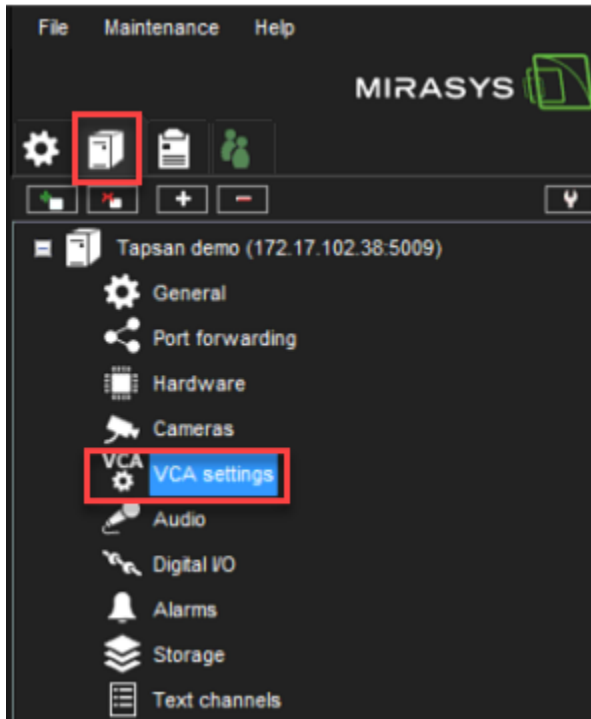 File Maintenance Help
MIRASYS
Tapsan demo (172.17.102.38:5009)
General
Port forwarding
Hardware
Cameras
VCA VCA settings
Audio
Digital I/O
Alarms
Storage
Text channels